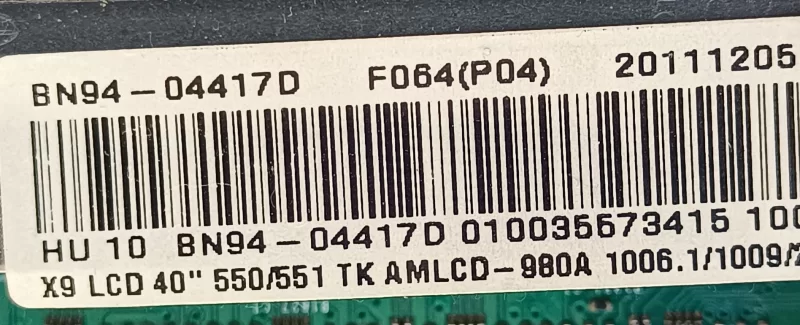 BN94-04417D F064(P04) 20111205
HU 10 BN94-04417D 010035673415 100
X9 LCD 40" 550/551 TK AMLCD-980A 1006.1/1009/